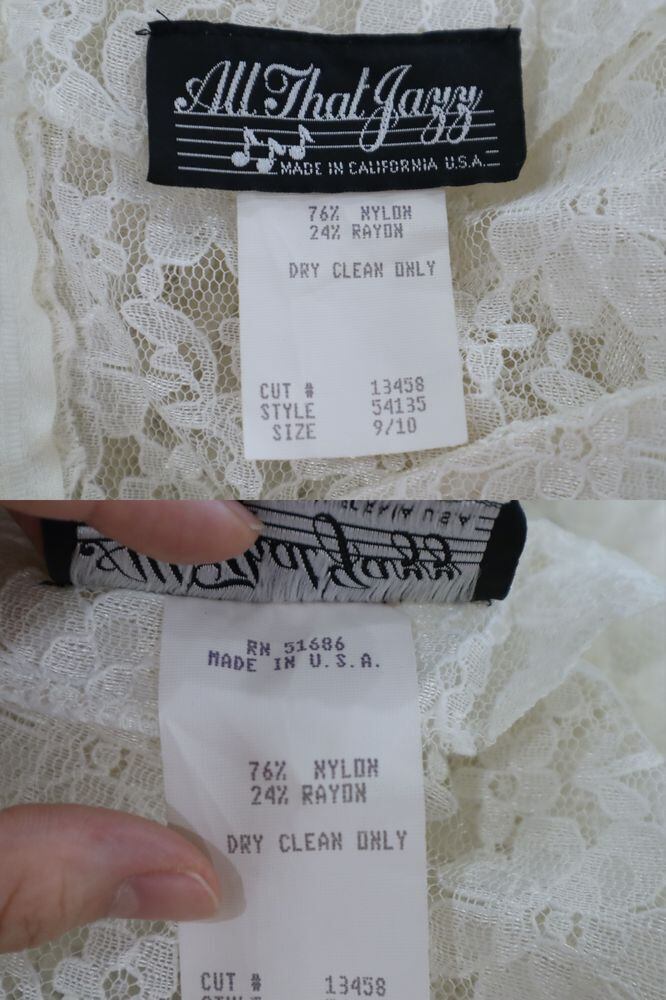 All That Jazz
MADE IN CALIFORNIA U.S.A.
76% NYLON
24% RAYON
DRY CLEAN ONLY
CUT # 13458
STYLE 54135
SIZE 9/10
RN 51686
MADE IN U.S.A.
76% NYLON
24% RAYON
DRY CLEAN ONLY
CUT # 13458